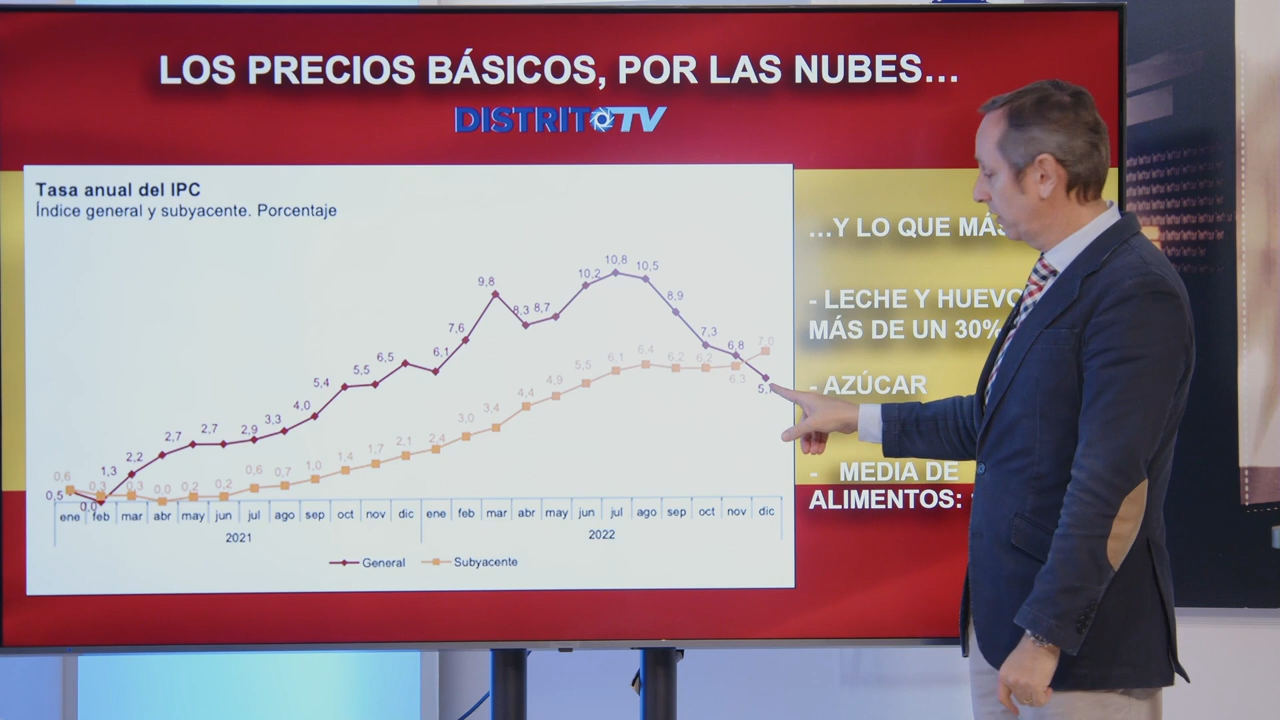 LOS PRECIOS BÁSICOS, POR LAS NUBES...
DISTRITOTV
Tasa anual del IPC
Índice general y subyacente. Porcentaje
0,5 0,0 1,3 2,2 2,7 2,7 2,9 3,3 4,0 5,4 5,5 6,5 6,1 7,6 9,8 8,3 8,7 10,2 10,8 10,5 8,9 7,3 6,8
0,6 0,3 0,3 0,0 0,2 0,2 0,6 0,7 1,0 1,4 1,7 2,1 2,4 3,0 3,4 4,4 4,9 5,5 6,1 6,4 6,2 6,2 6,3 7,0
ene feb mar abr may jun jul ago sep oct nov dic ene feb mar abr may jun jul ago sep oct nov dic
2021 2022
General Subyacente
...Y LO QUE MÁS
- LECHE Y HUEVO
MÁS DE UN 30%
- AZÚCAR
- MEDIA DE
ALIMENTOS: